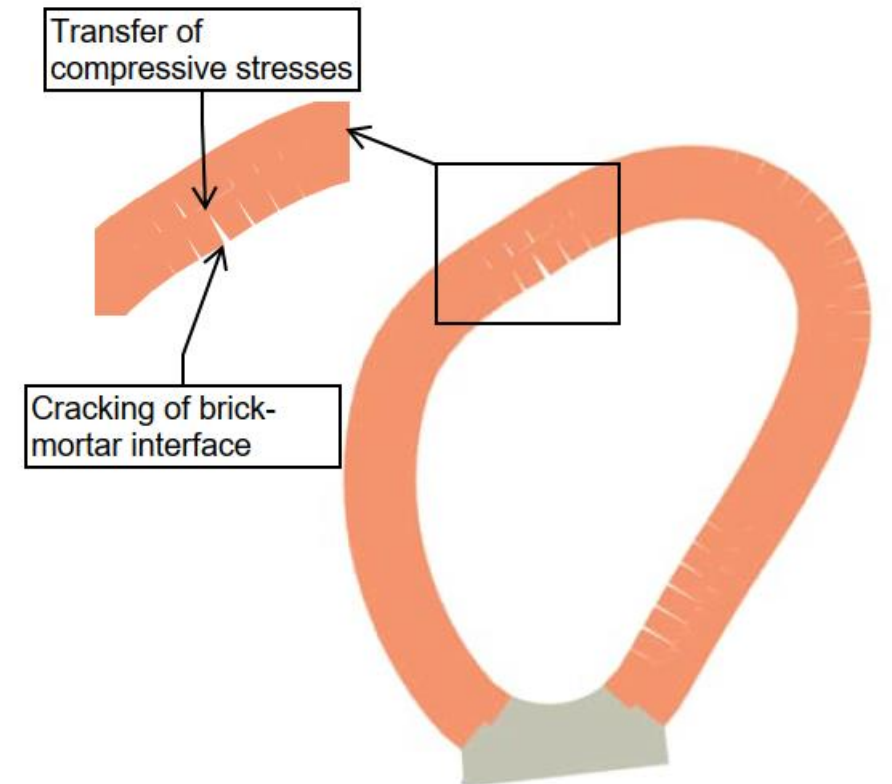 Transfer of
compressive stresses
Cracking of brick-
mortar interface